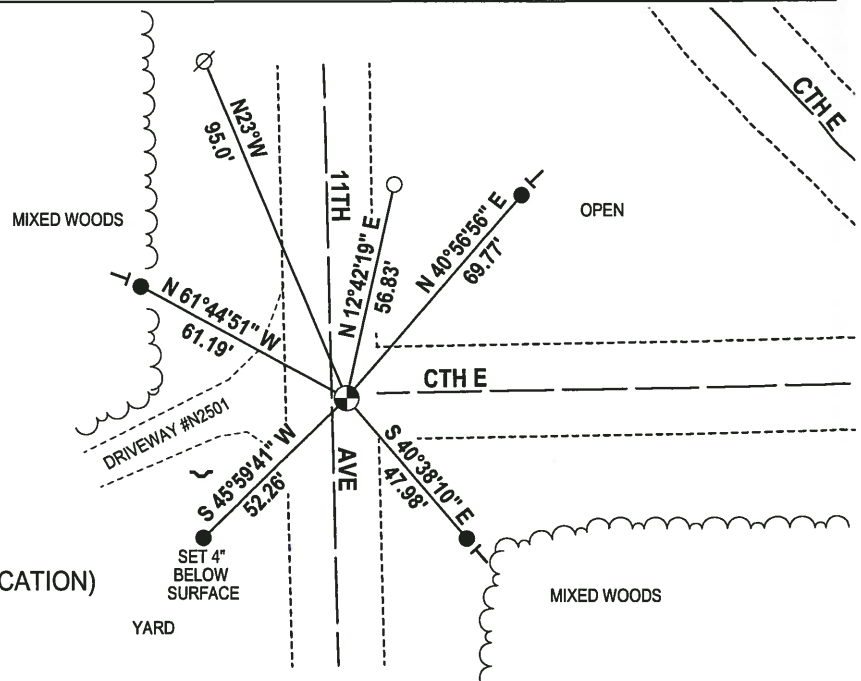 CTH E
N23°W
95.0'
MIXED WOODS
11TH
N 12°42'19" E
56.83'
N 40°56'56" E
69.77'
OPEN
N 61°44'51" W
61.19'
CTH E
DRIVEWAY #N2501
S 45°59'41" W
52.26'
AVE
S 40°38'10" E
47.98'
SET 4"
BELOW
SURFACE
CATION)
MIXED WOODS
YARD